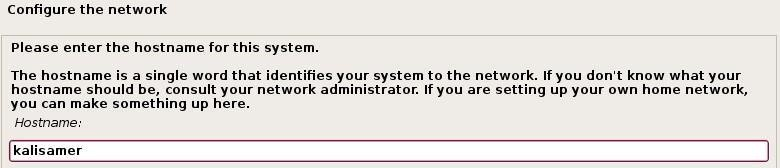 Configure the network
Please enter the hostname for this system.
The hostname is a single word that identifies your system to the network. If you don't know what your
hostname should be, consult your network administrator. If you are setting up your own home network,
you can make something up here.
Hostname:
kalisamer